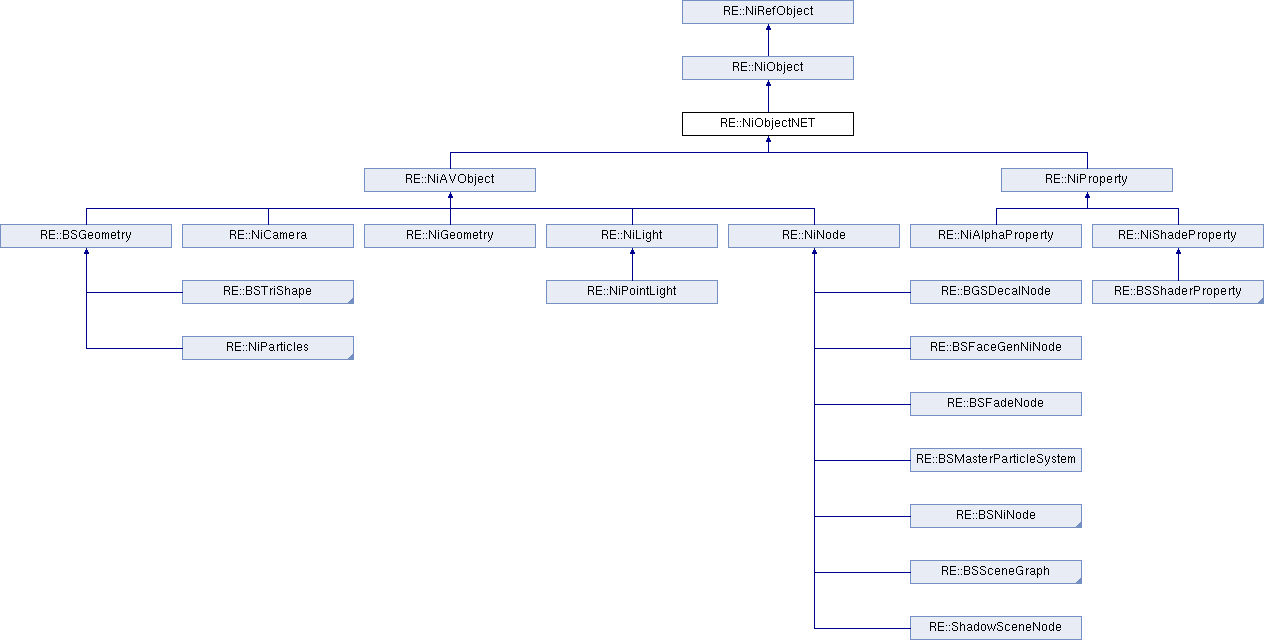 RE::NiRefObject
RE::NiObject
RE::NiObjectNET
RE::NiAVObject
RE::NiProperty
RE::BSGeometry
RE::NiCamera
RE::NiGeometry
RE::NiLight
RE::NiNode
RE::NiAlphaProperty
RE::NiShadeProperty
RE::BSTriShape
RE::NiPointLight
RE::BGSDecalNode
RE::BSShaderProperty
RE::NiParticles
RE::BSFaceGenNiNode
RE::BSFadeNode
RE::BSMasterParticleSystem
RE::BSNiNode
RE::BSSceneGraph
RE::ShadowSceneNode